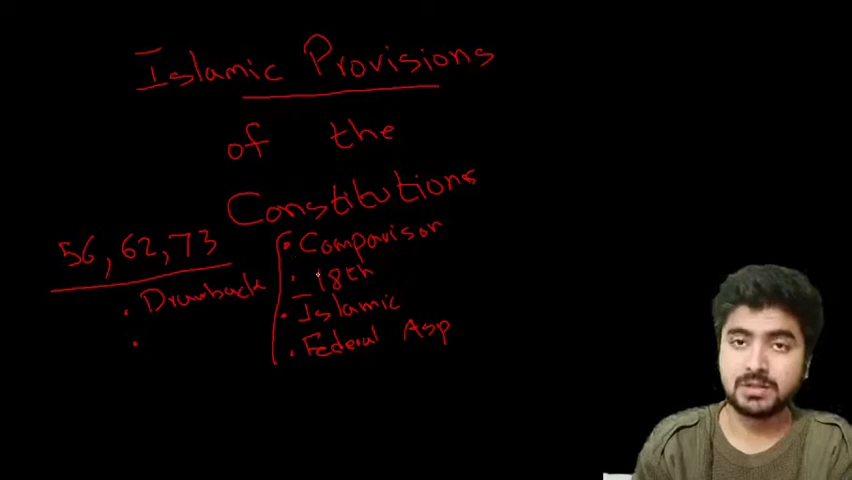 Islamic Provisions
of the
Constitutions
56, 62, 73
• Drawback
• Comparison
• 18th
• Islamic
• Federal Asp